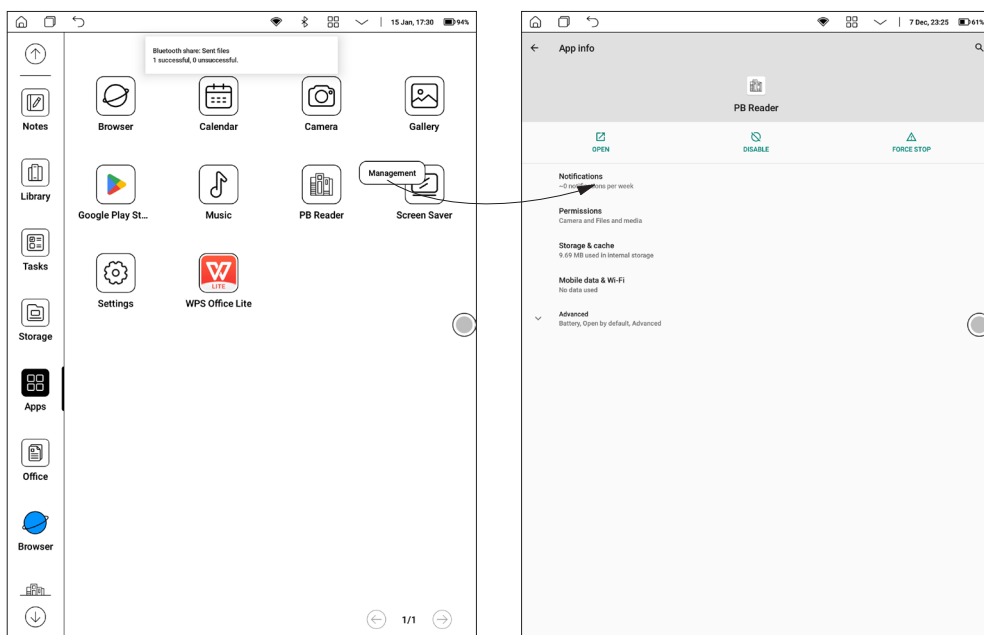 15 Jan, 17:30 94%
Bluetooth share: Sent files
1 successful, 0 unsuccessful.
Notes
Library
Tasks
Storage
Apps
Office
Browser
Browser
Calendar
Camera
Gallery
Google Play St...
Music
PB Reader
Management
Screen Saver
Settings
WPS Office Lite
LITE
1/1
7 Dec, 23:25 61%
App info
PB Reader
OPEN
DISABLE
FORCE STOP
Notifications
~0 notifications per week
Permissions
Camera and Files and media
Storage & cache
9.69 MB used in internal storage
Mobile data & Wi-Fi
No data used
Advanced
Battery, Open by default, Advanced